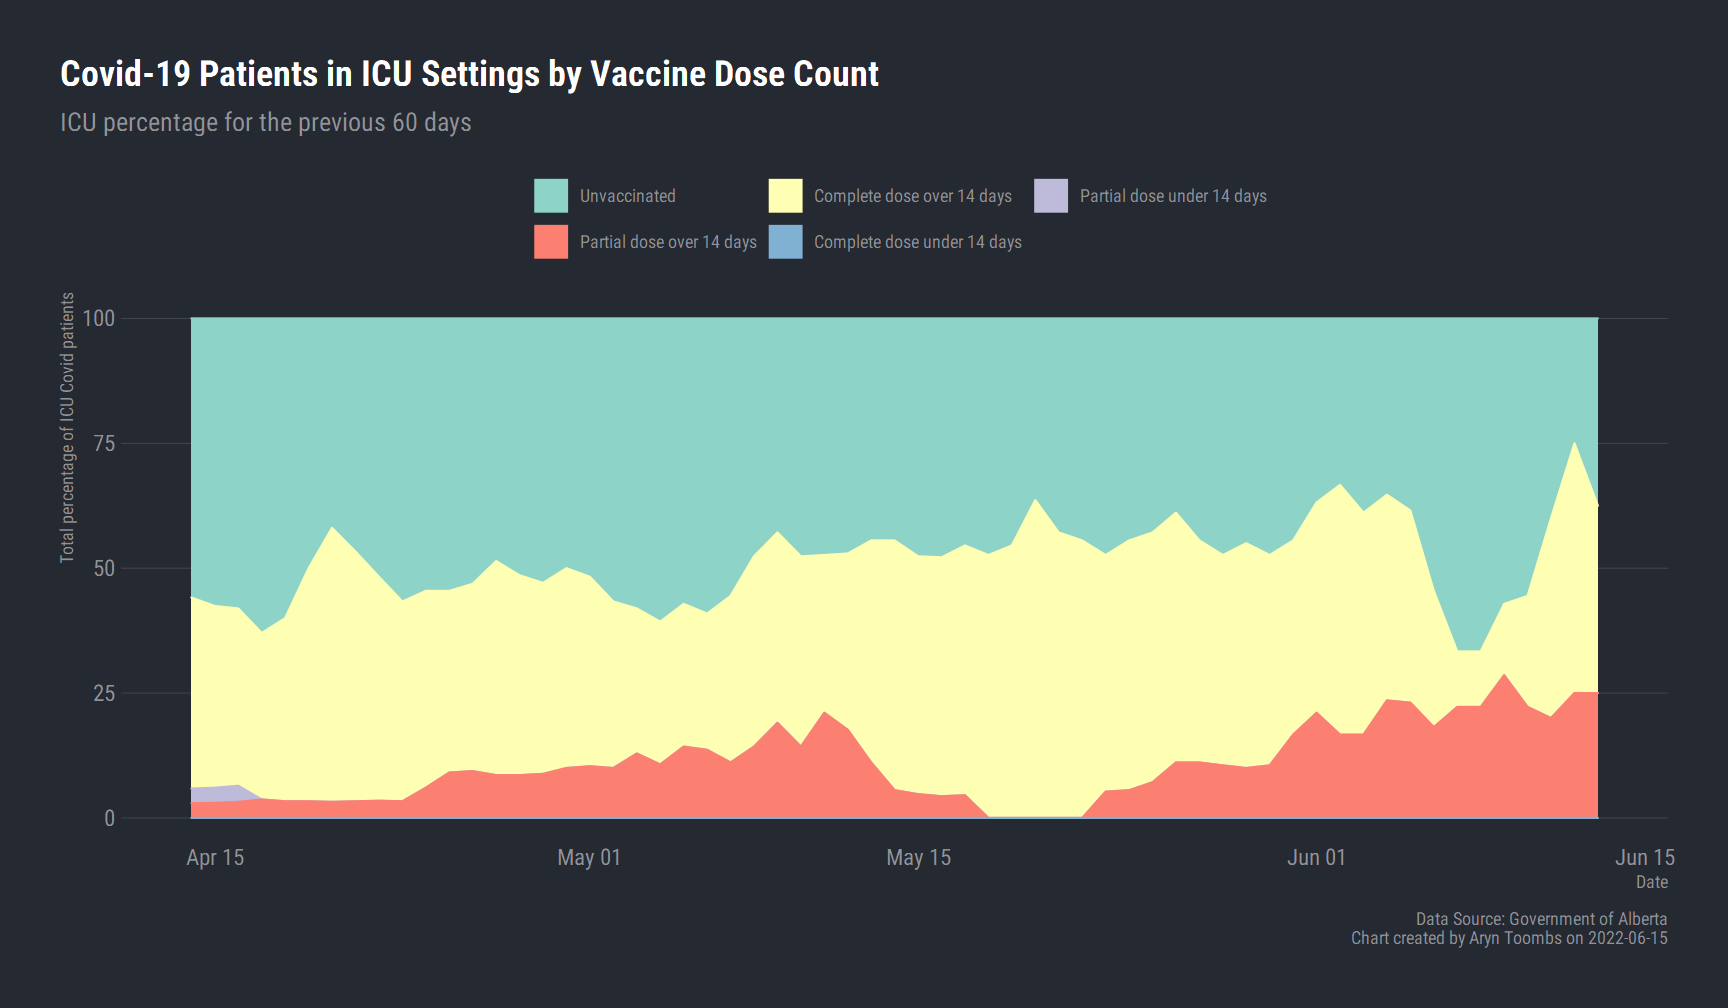 Covid-19 Patients in ICU Settings by Vaccine Dose Count
ICU percentage for the previous 60 days
Unvaccinated
Complete dose over 14 days
Partial dose under 14 days
Partial dose over 14 days
Complete dose under 14 days
Total percentage of ICU Covid patients
100
75
50
25
0
Apr 15
May 01
May 15
Jun 01
Jun 15
Date
Data Source: Government of Alberta
Chart created by Aryn Toombs on 2022-06-15